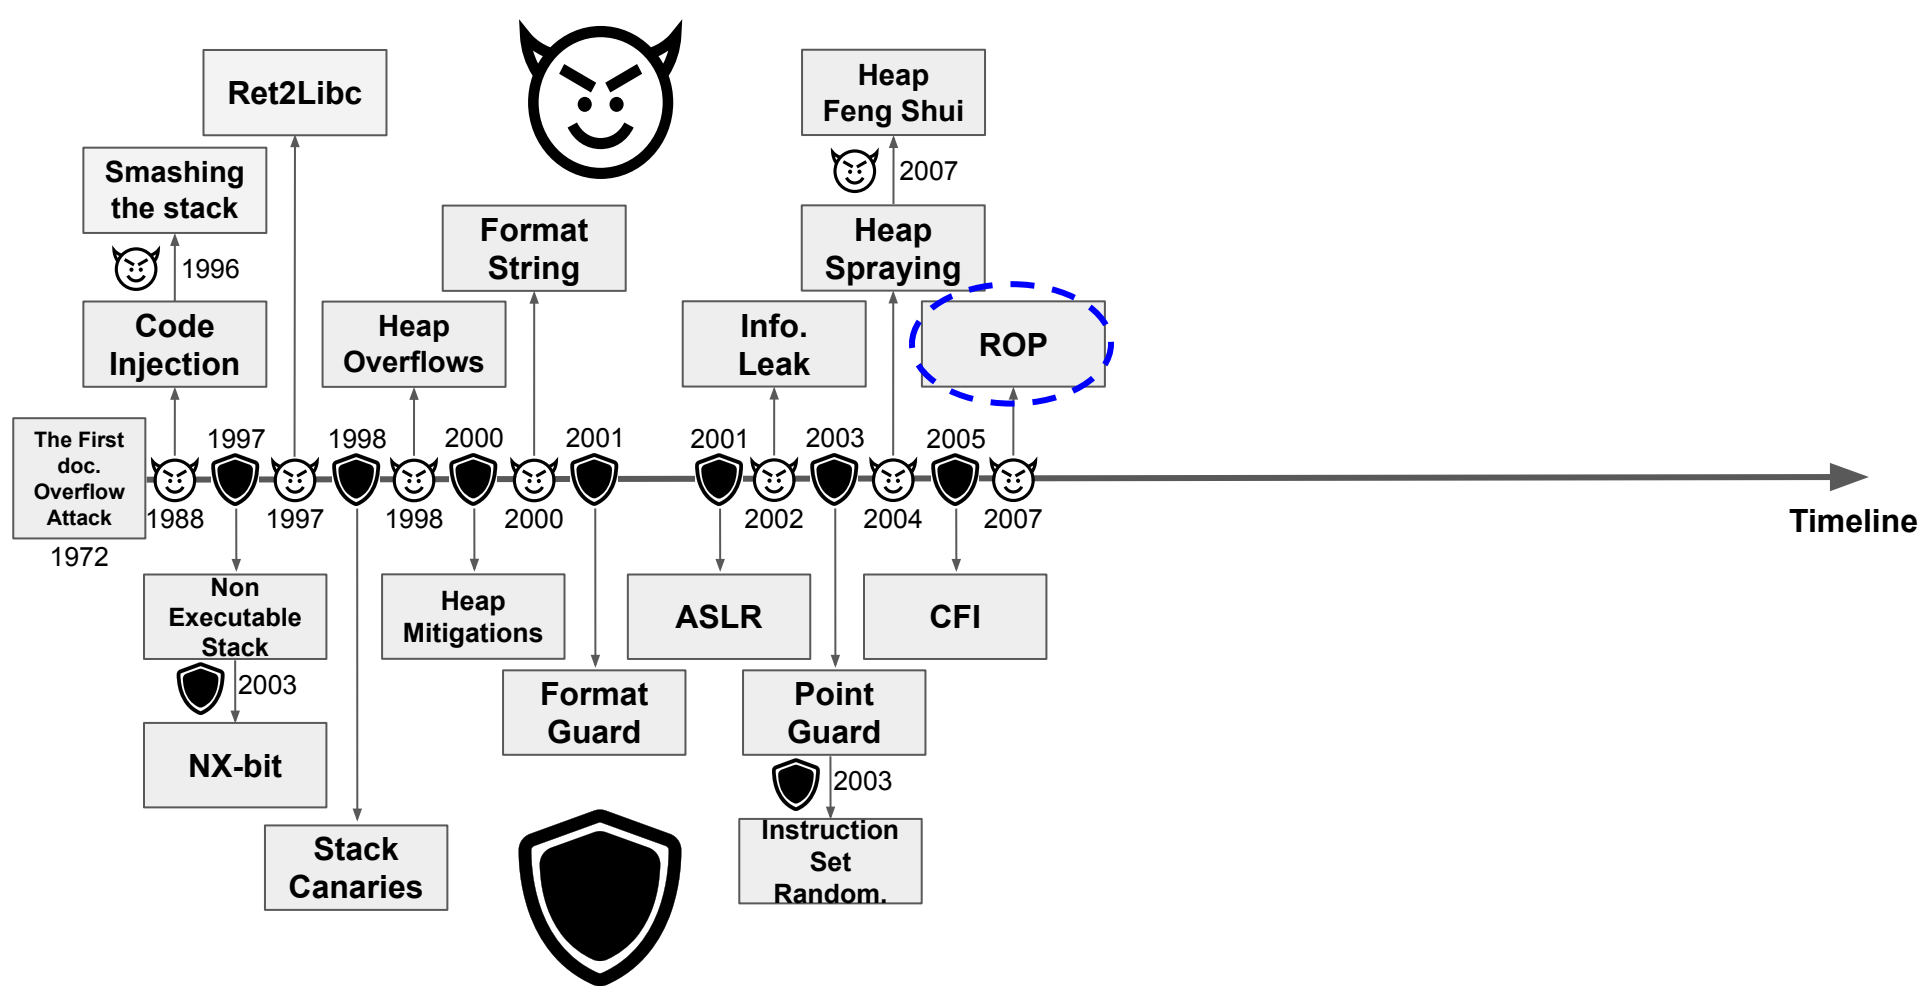 Ret2Libc
Heap
Feng Shui
Smashing
the stack
2007
1996
Format
String
Heap
Spraying
Code
Injection
Heap
Overflows
Info.
Leak
ROP
The First
doc.
Overflow
Attack
1972
1997
1998
2000
2001
2001
2003
2005
1988
1997
1998
2000
2002
2004
2007
Timeline
Non
Executable
Stack
Heap
Mitigations
ASLR
CFI
2003
Format
Guard
Point
Guard
NX-bit
2003
Stack
Canaries
Instruction
Set
Random.